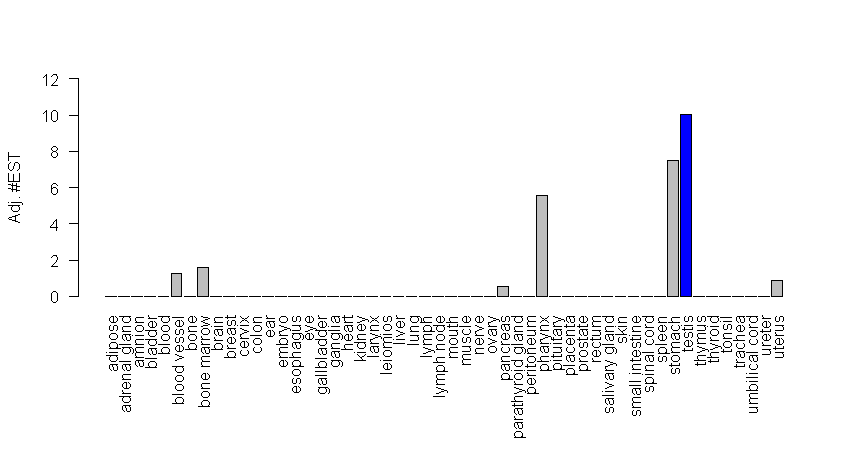 12
10
8
6
4
2
0
Adj. #EST
adipose
adrenal gland
amnion
bladder
blood
blood vessel
bone
bone marrow
brain
breast
cervix
colon
ear
embryo
esophagus
eye
gallbladder
ganglia
heart
kidney
larynx
leiomios
liver
lung
lymph
lymph node
mouth
muscle
nerve
ovary
pancreas
parathyroid gland
peritoneum
pharynx
pituitary
placenta
prostate
rectum
salivary gland
skin
small intestine
spinal cord
spleen
stomach
testis
thymus
thyroid
tonsil
trachea
umbilical cord
ureter
uterus